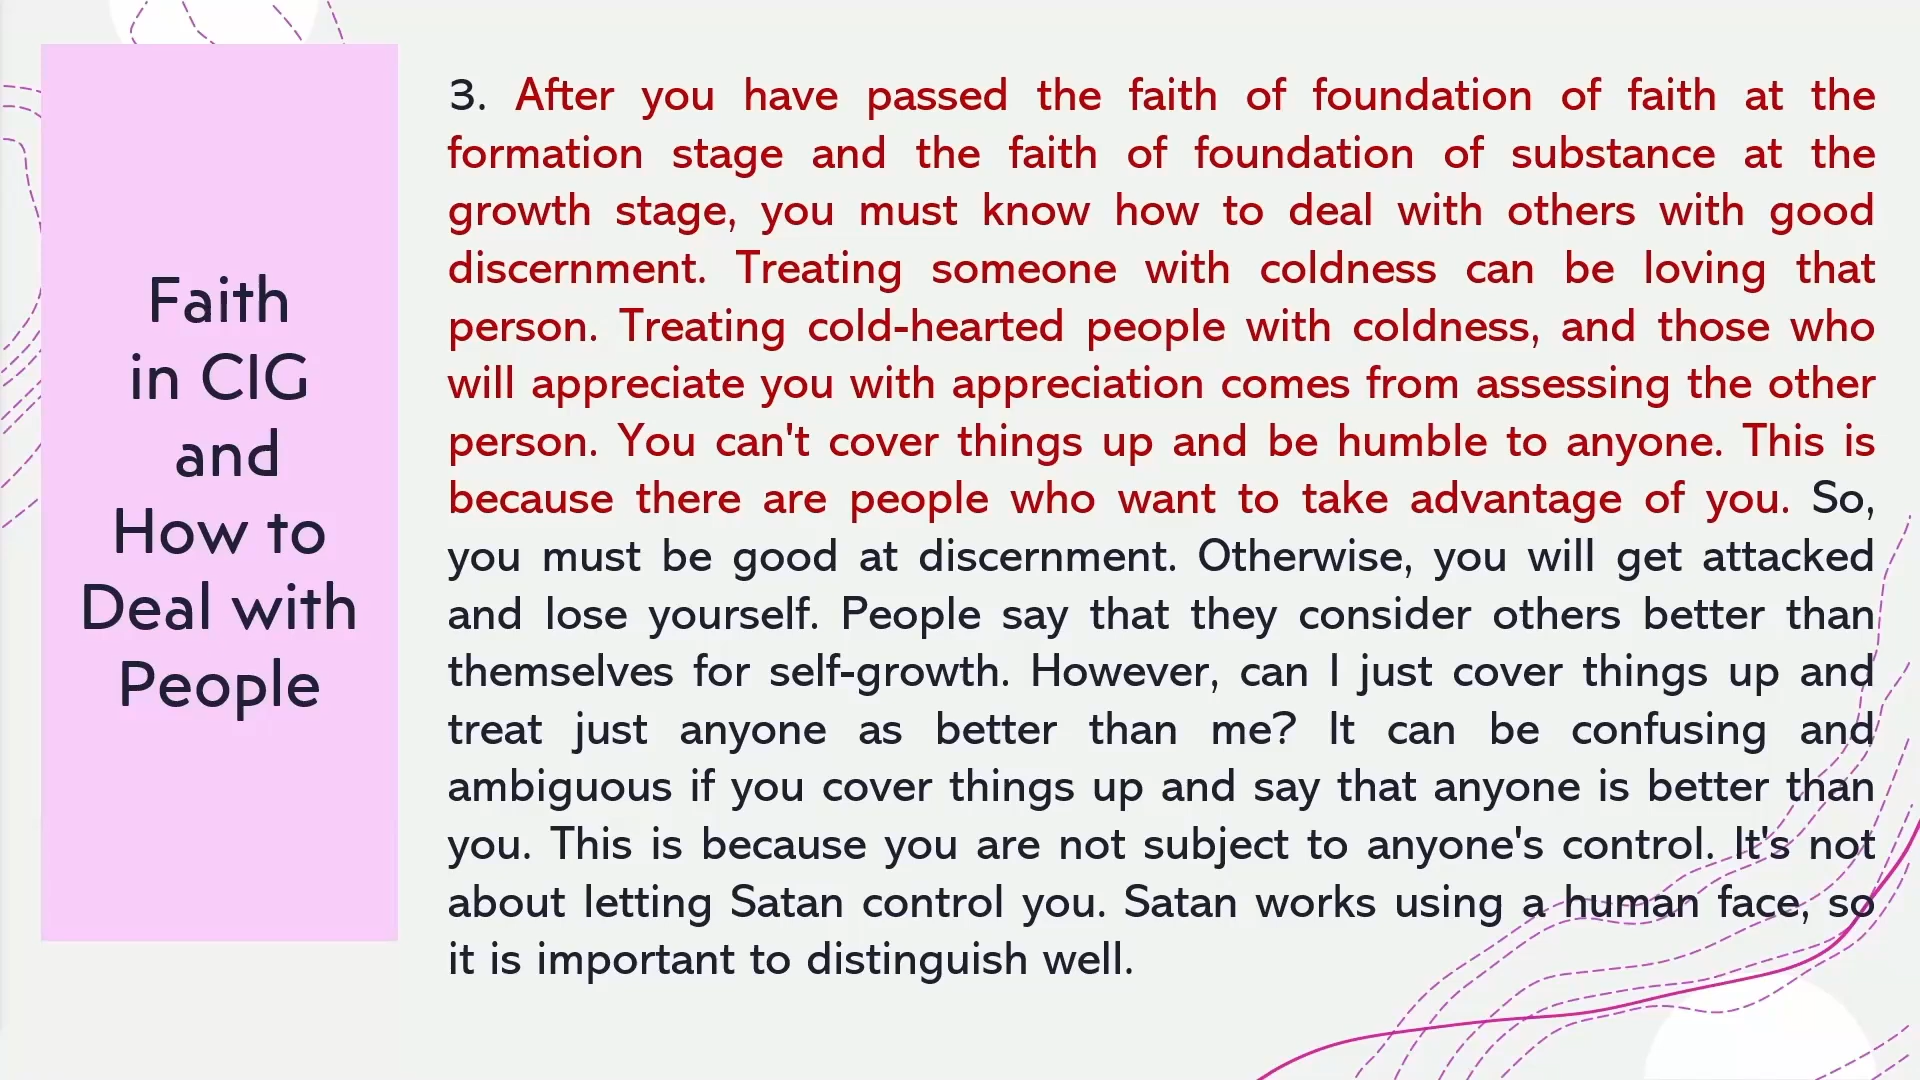 Faith
in CIG
and
How to
Deal with
People
3. After you have passed the faith of foundation of faith at the
formation stage and the faith of foundation of substance at the
growth stage, you must know how to deal with others with good
discernment. Treating someone with coldness can be loving that
person. Treating cold-hearted people with coldness, and those who
will appreciate you with appreciation comes from assessing the other
person. You can't cover things up and be humble to anyone. This is
because there are people who want to take advantage of you. So,
you must be good at discernment. Otherwise, you will get attacked
and lose yourself. People say that they consider others better than
themselves for self-growth. However, can I just cover things up and
treat just anyone as better than me? It can be confusing and
ambiguous if you cover things up and say that anyone is better than
you. This is because you are not subject to anyone's control. It's not
about letting Satan control you. Satan works using a human face, so
it is important to distinguish well.